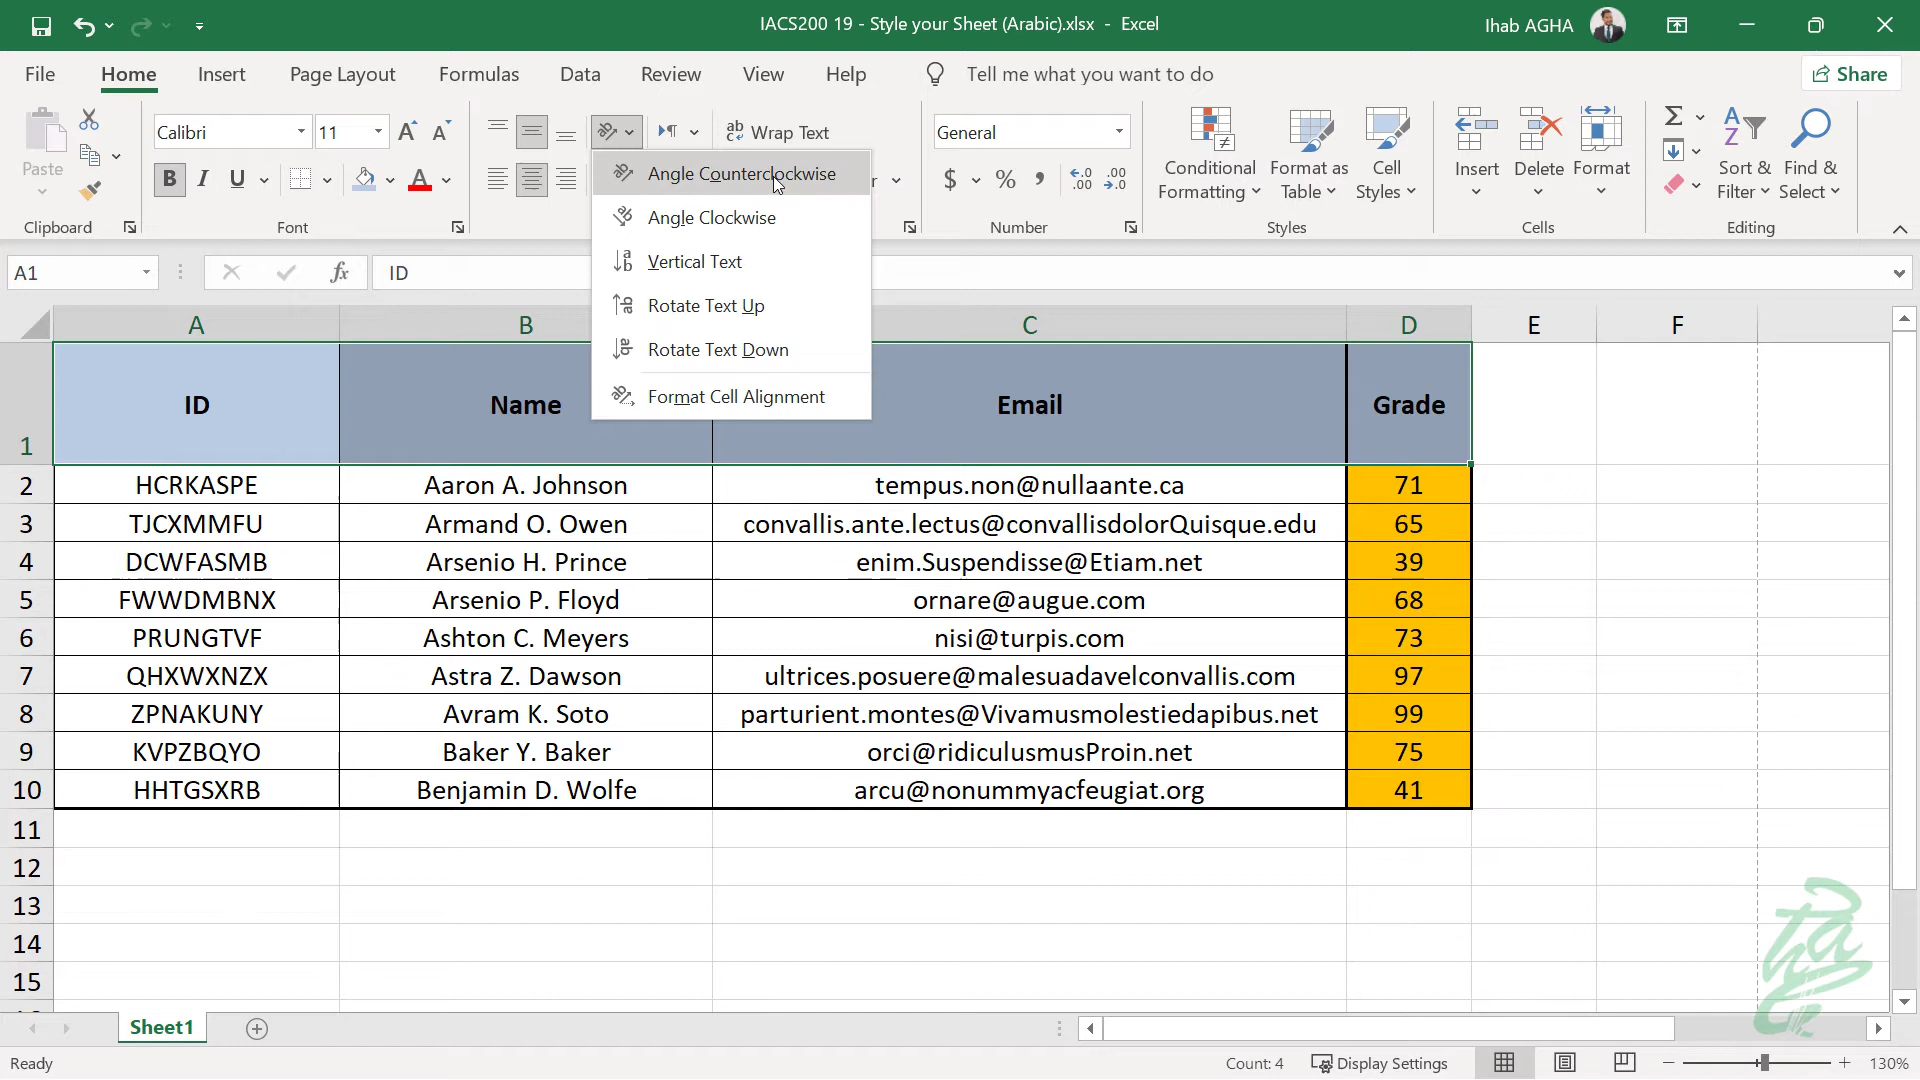 IACS200 19 - Style your Sheet (Arabic).xlsx - Excel
Ihab AGHA
File Home Insert Page Layout Formulas Data Review View Help Tell me what you want to do Share
Calibri 11 Wrap Text General
Paste
Conditional Formatting
Format as Table
Cell Styles
Insert Delete Format
Sort & Filter
Find & Select
Clipboard Font Number Styles Cells Editing
Angle Counterclockwise
Angle Clockwise
Vertical Text
Rotate Text Up
Rotate Text Down
Format Cell Alignment
A1 fx ID
A B C D E F
1 ID Name Email Grade
2 HCRKASPE Aaron A. Johnson tempus.non@nullaante.ca 71
3 TJCXMMFU Armand O. Owen convallis.ante.lectus@convallisdolorQuisque.edu 65
4 DCWFASMB Arsenio H. Prince enim.Suspendisse@Etiam.net 39
5 FWWDMBNX Arsenio P. Floyd ornare@augue.com 68
6 PRUNGTVF Ashton C. Meyers nisi@turpis.com 73
7 QHXWXNZX Astra Z. Dawson ultrices.posuere@malesuadavelconvallis.com 97
8 ZPNAKUNY Avram K. Soto parturient.montes@Vivamusmolestiedapibus.net 99
9 KVPZBQYO Baker Y. Baker orci@ridiculusmusProin.net 75
10 HHTGSXRB Benjamin D. Wolfe arcu@nonummyacfeugiat.org 41
11
12
13
14
15
Sheet1
Ready Count: 4 Display Settings 130%